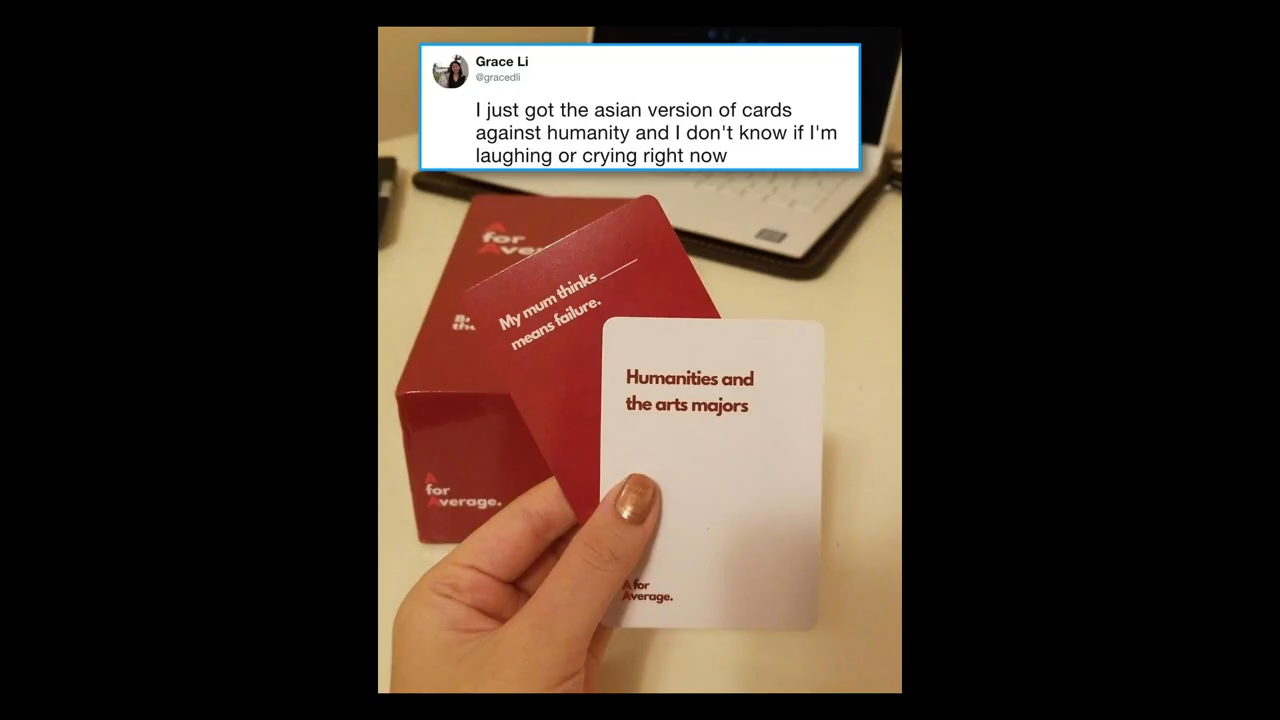 Grace Li
@gracedli
I just got the asian version of cards
against humanity and I don't know if I'm
laughing or crying right now
A
for
My mum thinks ______
means failure.
Humanities and
the arts majors
A
for
Average.
A for
Average.